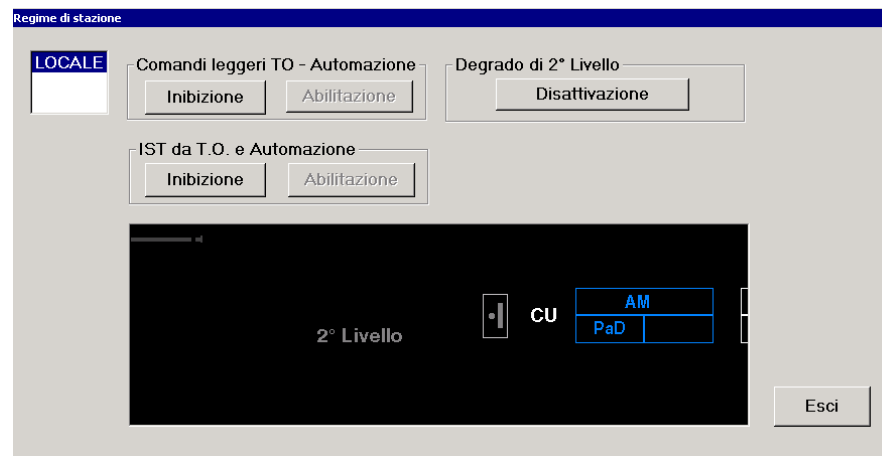 Regime di stazione
LOCALE
Comandi leggeri TO - Automazione
Inibizione
Abilitazione
Degrado di 2° Livello
Disattivazione
IST da T.O. e Automazione
Inibizione
Abilitazione
2° Livello
CU
AM
PaD
Esci